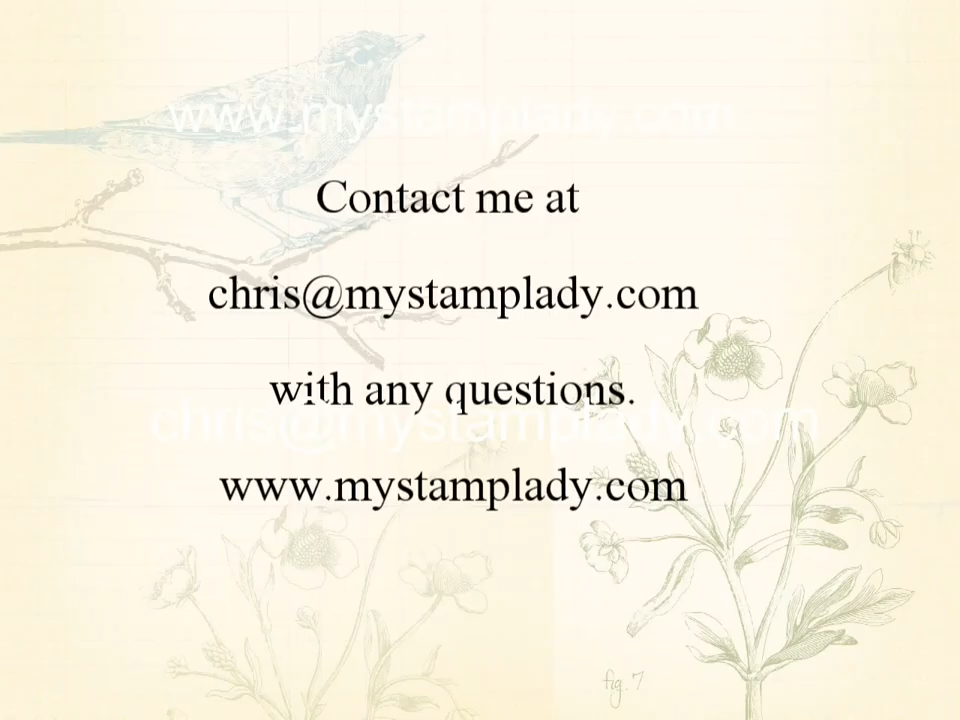 www.mystamplady.com
Contact me at
chris@mystamplady.com
with any questions.
chris@mystamplady.com
www.mystamplady.com
fig. 7